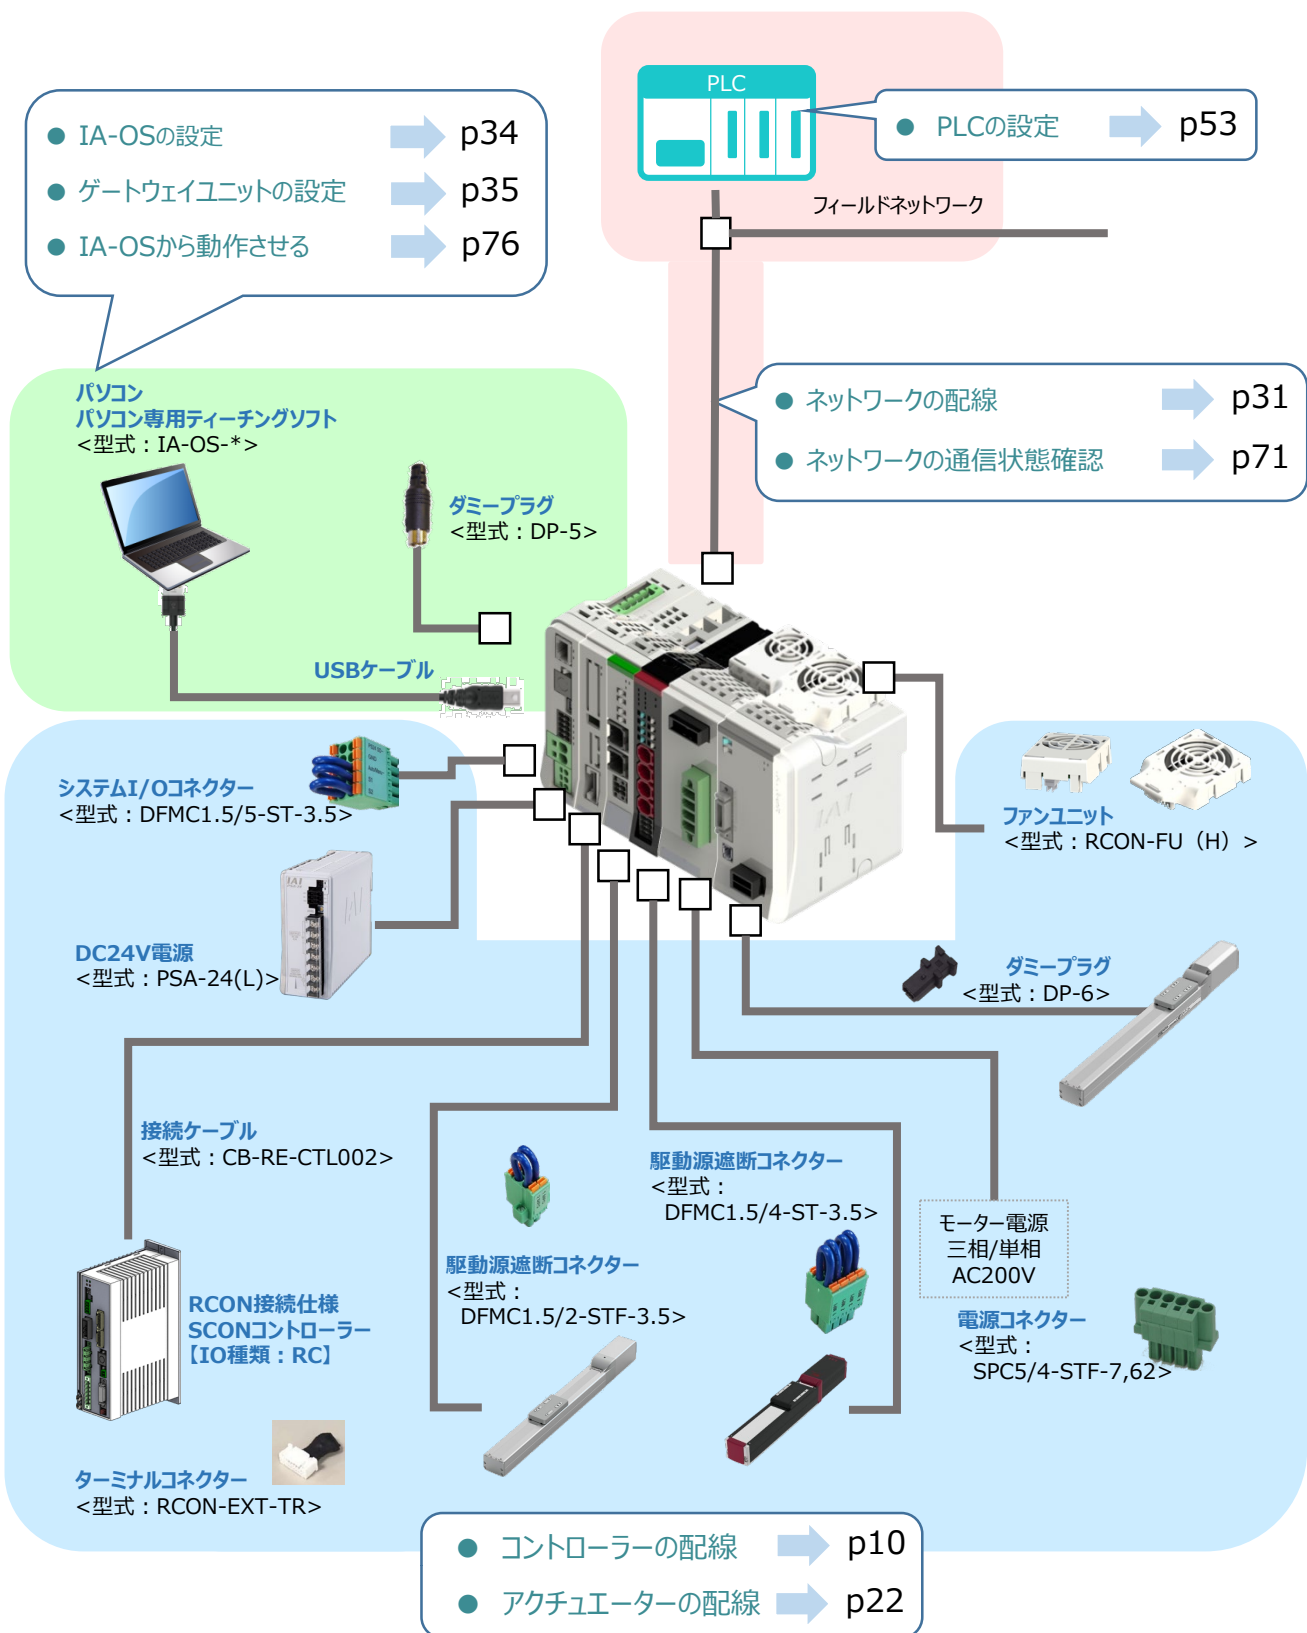 PLC
● PLCの設定 p53
● IA-OSの設定 p34
● ゲートウェイユニットの設定 p35
● IA-OSから動作させる p76
フィールドネットワーク
● ネットワークの配線 p31
● ネットワークの通信状態確認 p71
パソコン
パソコン専用ティーチングソフト
<型式：IA-OS-*>
ダミープラグ
<型式：DP-5>
USBケーブル
システムI/Oコネクター
<型式：DFMC1.5/5-ST-3.5>
ファンユニット
<型式：RCON-FU（H）>
IAI
DC24V電源
<型式：PSA-24(L)>
ダミープラグ
<型式：DP-6>
接続ケーブル
<型式：CB-RE-CTL002>
駆動源遮断コネクター
<型式：
DFMC1.5/4-ST-3.5>
駆動源遮断コネクター
<型式：
DFMC1.5/2-STF-3.5>
モーター電源
三相/単相
AC200V
電源コネクター
<型式：
SPC5/4-STF-7,62>
RCON接続仕様
SCONコントローラー
【IO種類：RC】
ターミナルコネクター
<型式：RCON-EXT-TR>
● コントローラーの配線 p10
● アクチュエーターの配線 p22